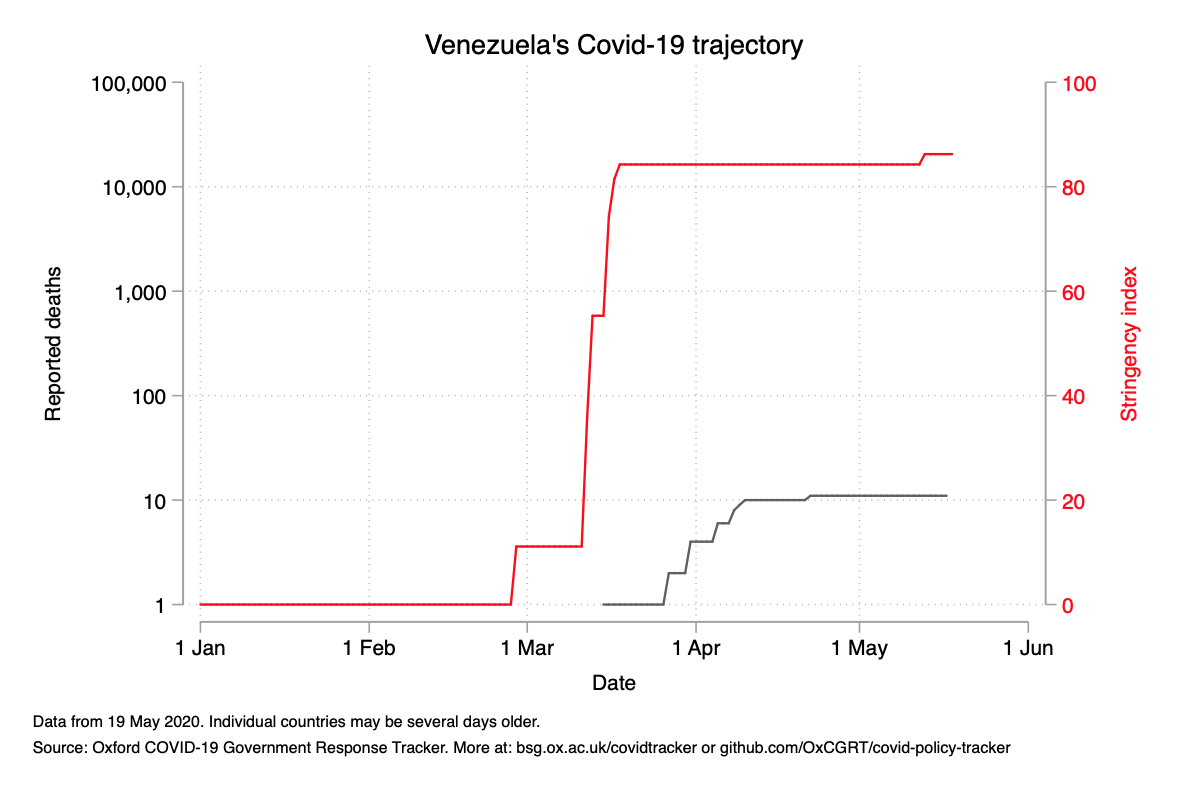 Venezuela's Covid-19 trajectory
100,000
10,000
1,000
100
10
1
Reported deaths
100
80
60
40
20
0
Stringency index
1 Jan
1 Feb
1 Mar
1 Apr
1 May
1 Jun
Date
Data from 19 May 2020. Individual countries may be several days older.
Source: Oxford COVID-19 Government Response Tracker. More at: bsg.ox.ac.uk/covidtracker or github.com/OxCGRT/covid-policy-tracker